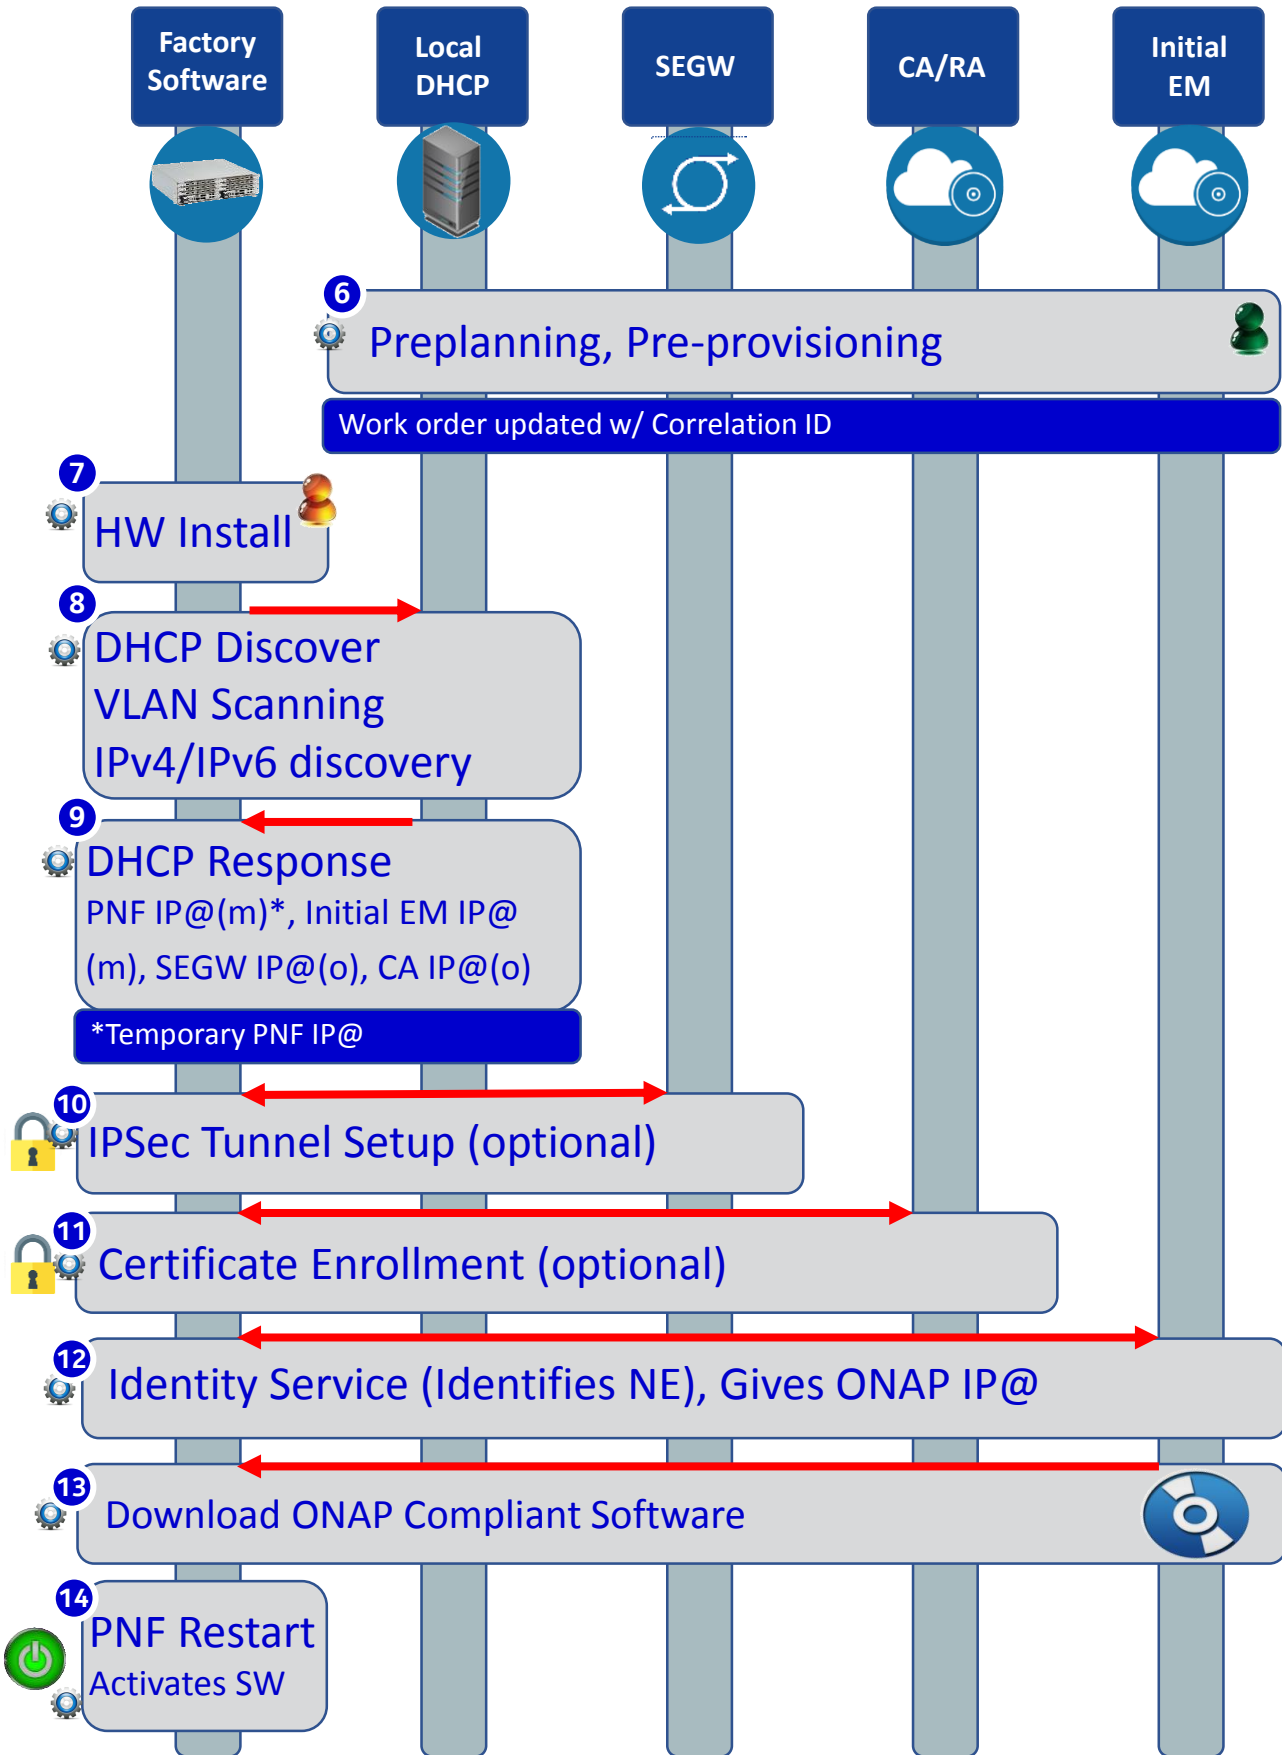 Factory
Software
Local
DHCP
SEGW
CA/RA
Initial
EM
6
Preplanning, Pre-provisioning
Work order updated w/ Correlation ID
7
HW Install
8
DHCP Discover
VLAN Scanning
IPv4/IPv6 discovery
9
DHCP Response
PNF IP@(m)*, Initial EM IP@
(m), SEGW IP@(o), CA IP@(o)
*Temporary PNF IP@
10
IPSec Tunnel Setup (optional)
11
Certificate Enrollment (optional)
12
Identity Service (Identifies NE), Gives ONAP IP@
13
Download ONAP Compliant Software
14
PNF Restart
Activates SW